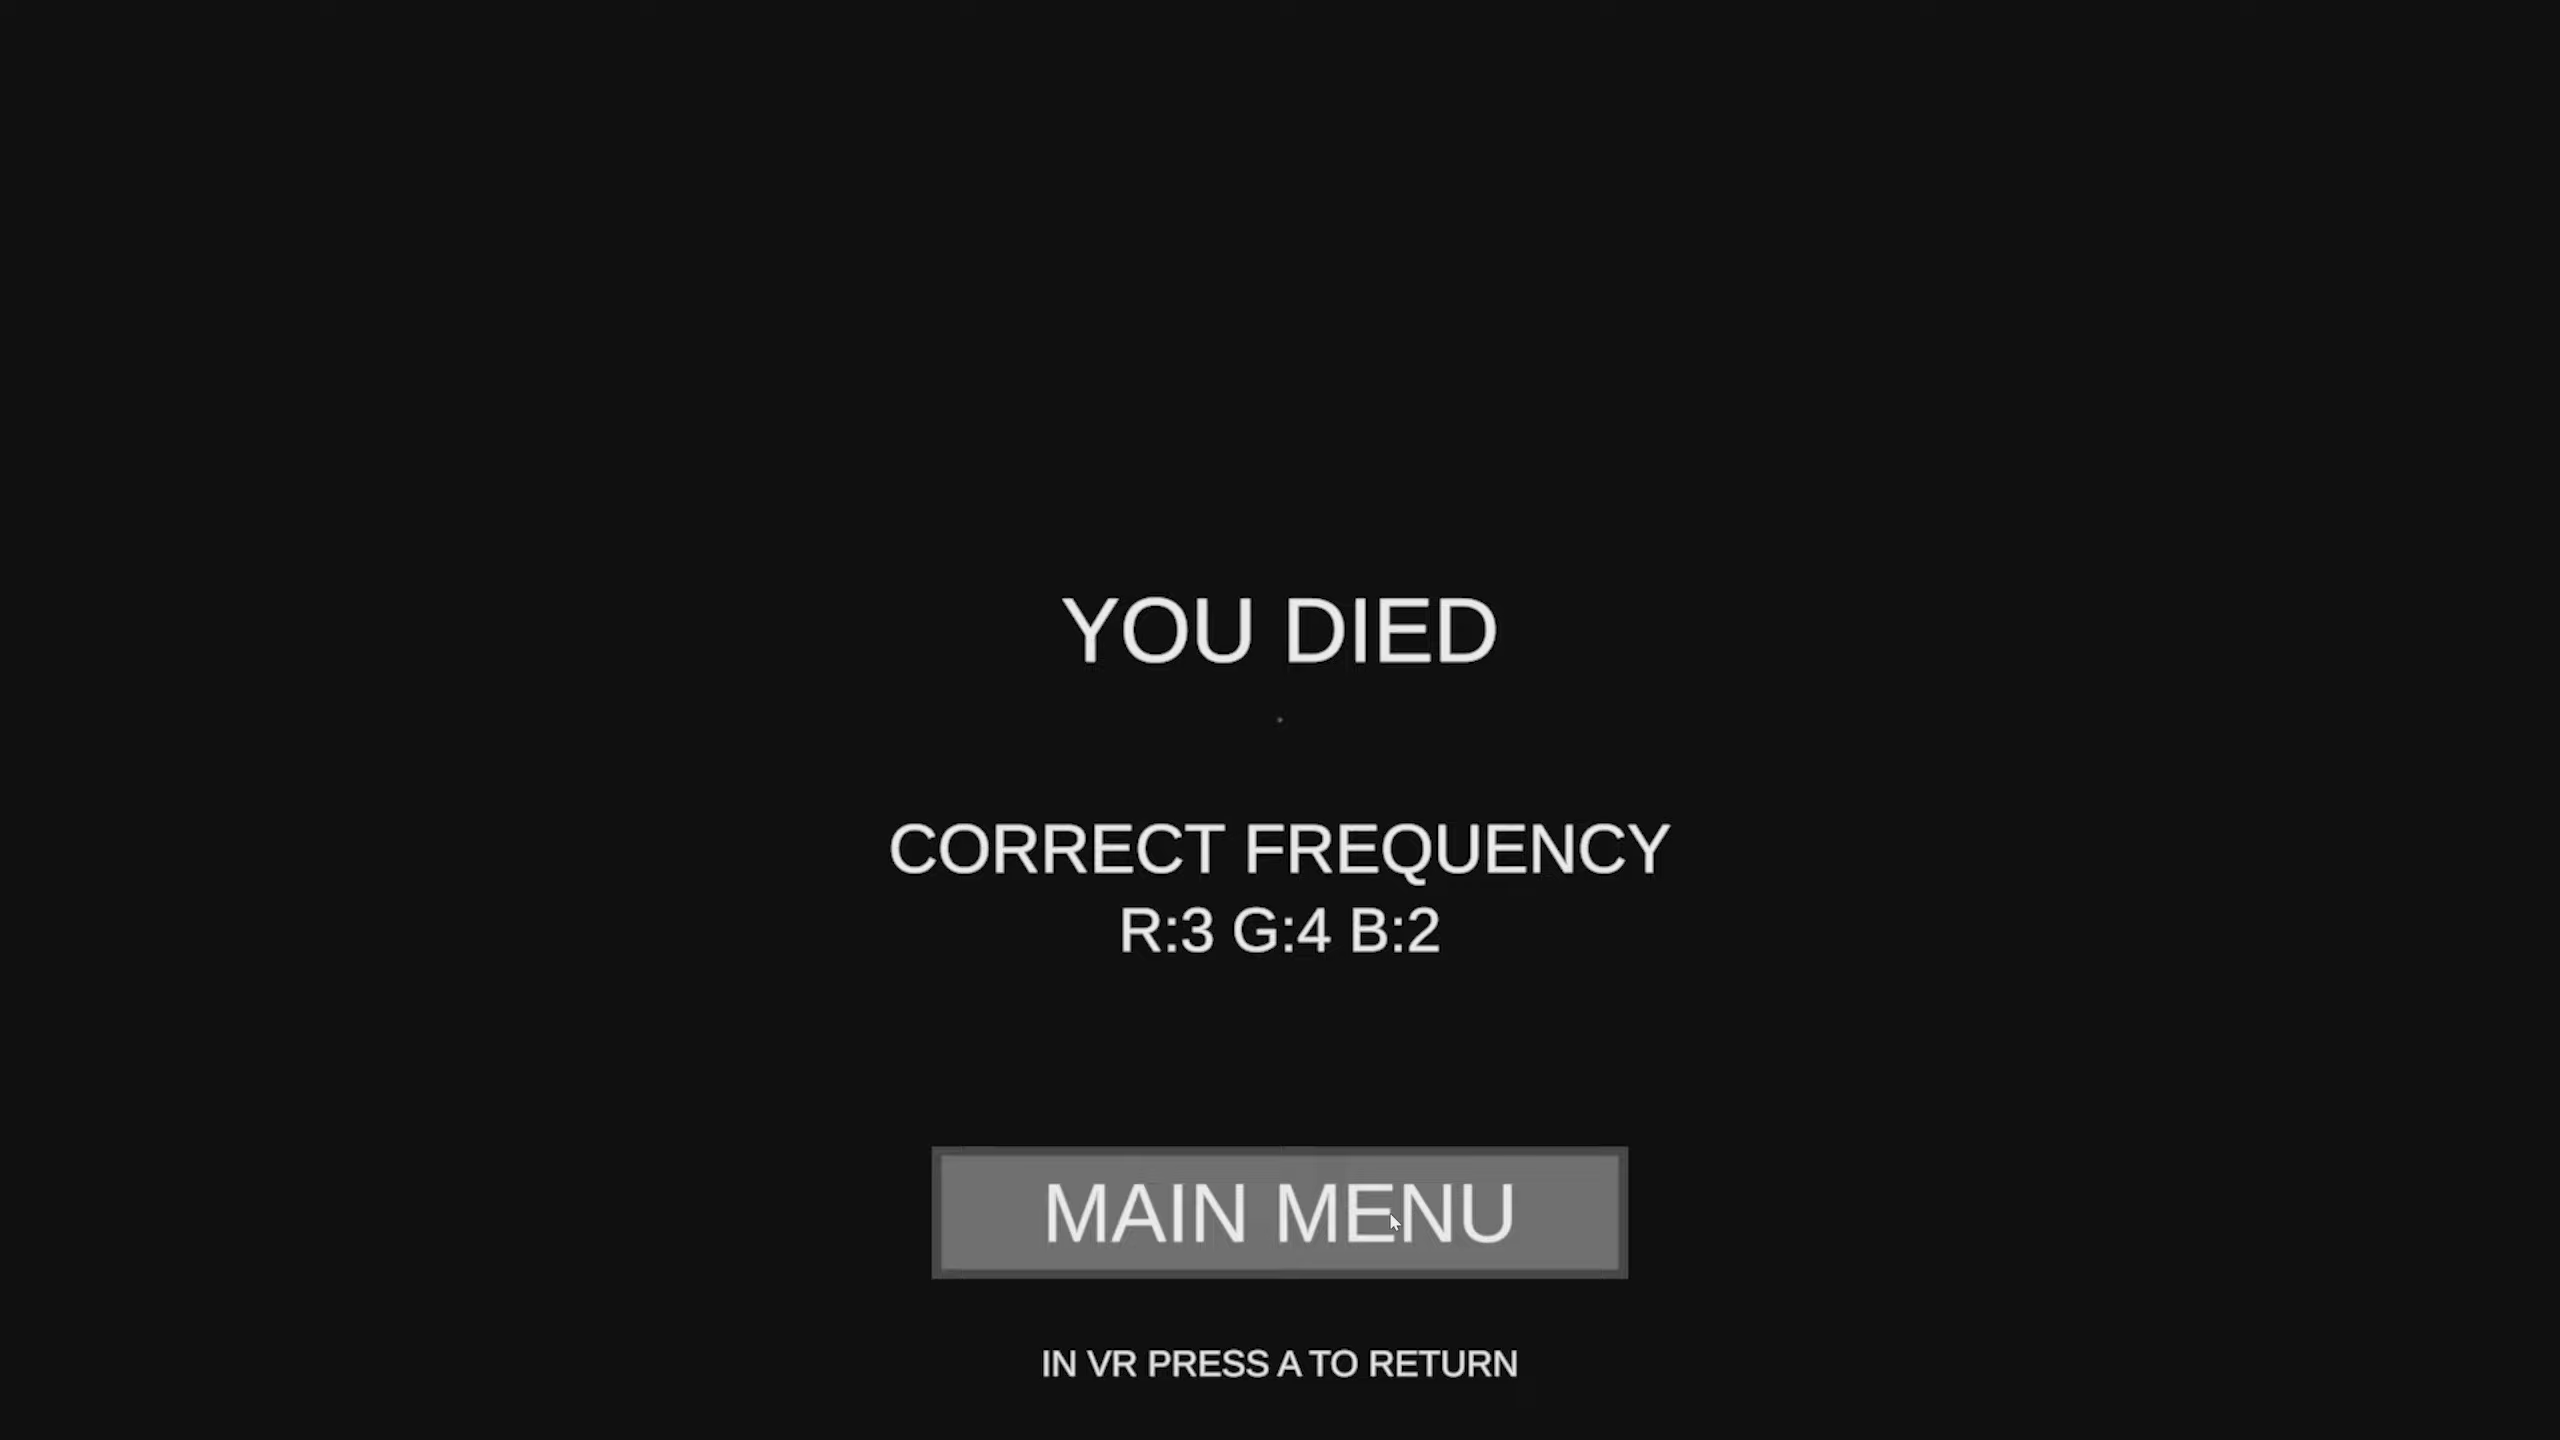 YOU DIED
CORRECT FREQUENCY
R:3 G:4 B:2
MAIN MENU
IN VR PRESS A TO RETURN